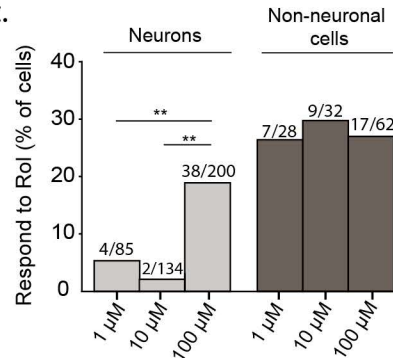 Neurons
Non-neuronal
cells
Respond to RoI (% of cells)
40
30
20
10
0
**
**
4/85
2/134
38/200
7/28
9/32
17/62
1 µM
10 µM
100 µM
1 µM
10 µM
100 µM